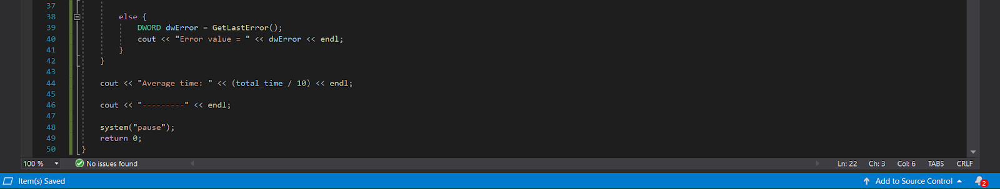 37
38 else {
39 DWORD dwError = GetLastError();
40 cout << "Error value = " << dwError << endl;
41 }
42 }
43
44 cout << "Average time: " << (total_time / 10) << endl;
45
46 cout << "---------" << endl;
47
48 system("pause");
49 return 0;
50 }
100 % No issues found Ln: 22 Ch: 3 Col: 6 TABS CRLF
Item(s) Saved Add to Source Control 2